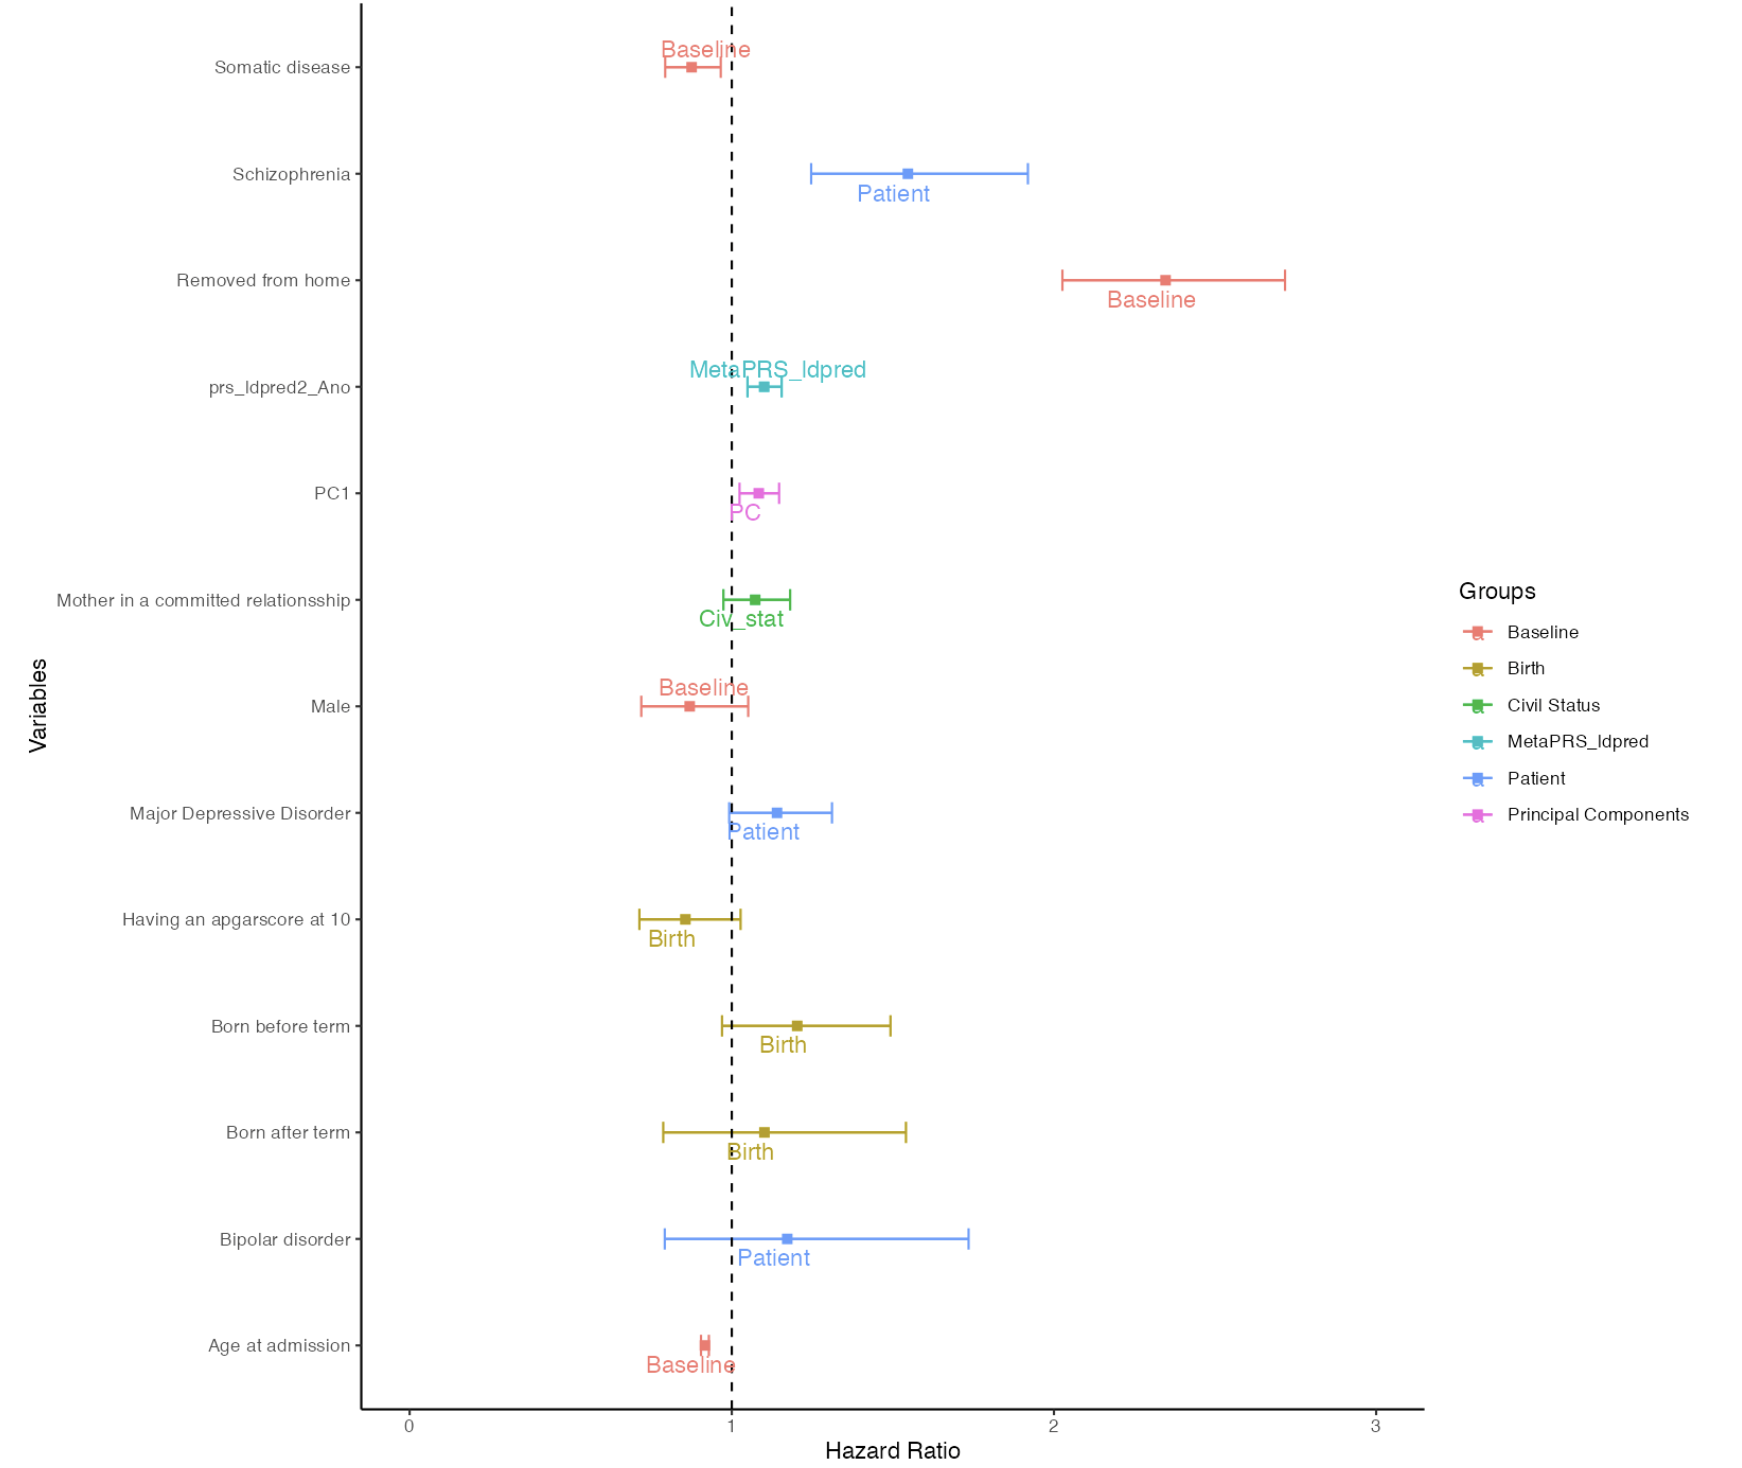 Baseline
Somatic disease
Schizophrenia
Patient
Removed from home
Baseline
MetaPRS_ldpred
prs_ldpred2_Ano
PC1
PC
Mother in a committed relationsship
Civ_stat
Baseline
Male
Major Depressive Disorder
Patient
Having an apgarscore at 10
Birth
Born before term
Birth
Born after term
Birth
Bipolar disorder
Patient
Age at admission
Baseline
0 1 2 3
Hazard Ratio
Variables
Groups
a Baseline
a Birth
a Civil Status
a MetaPRS_ldpred
a Patient
a Principal Components